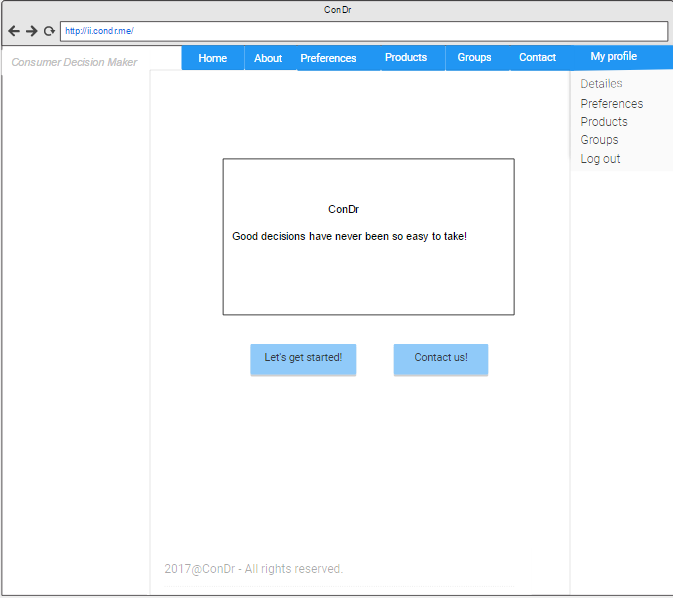 ConDr
http://ii.condr.me/
Consumer Decision Maker
Home About Preferences Products Groups Contact My profile
Detailes
Preferences
Products
Groups
Log out
ConDr
Good decisions have never been so easy to take!
Let's get started! Contact us!
2017@ConDr - All rights reserved.